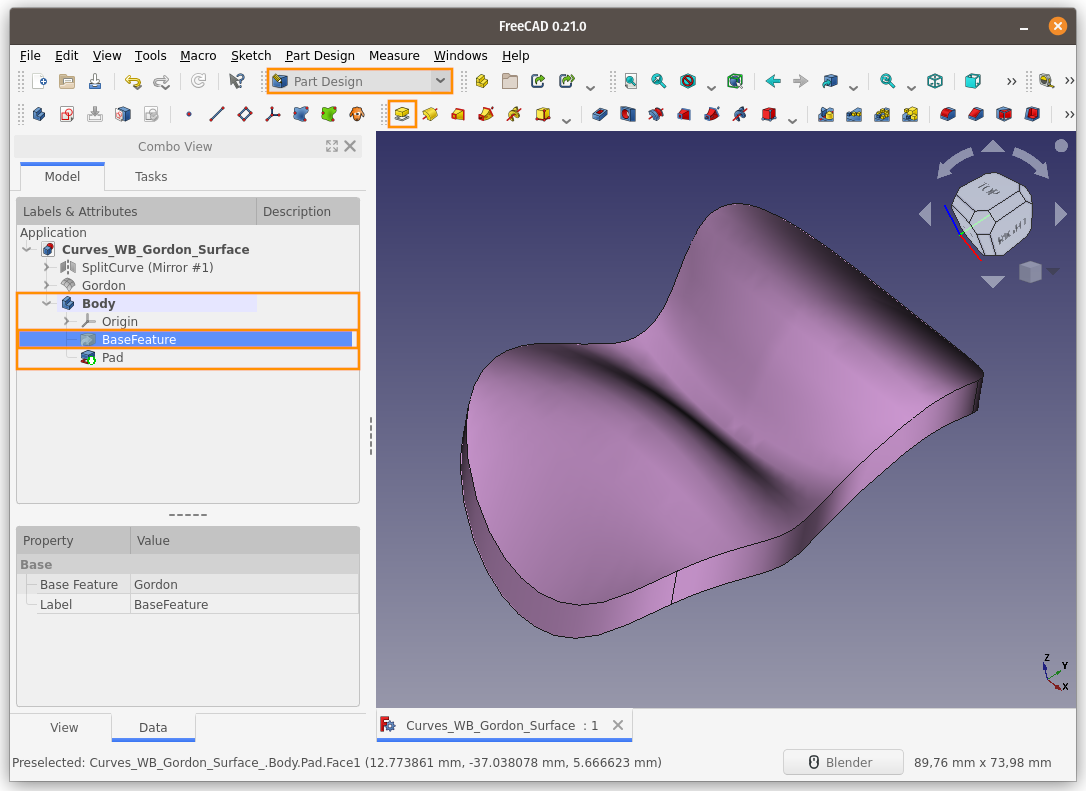 FreeCAD 0.21.0
File Edit View Tools Macro Sketch Part Design Measure Windows Help
Part Design
Combo View
Model Tasks
Labels & Attributes Description
Application
Curves_WB_Gordon_Surface
SplitCurve (Mirror #1)
Gordon
Body
Origin
BaseFeature
Pad
TOP
RIGHT
Property Value
Base
Base Feature Gordon
Label BaseFeature
Z
Y
X
View Data
Curves_WB_Gordon_Surface : 1
Preselected: Curves_WB_Gordon_Surface_.Body.Pad.Face1 (12.773861 mm, -37.038078 mm, 5.666623 mm)
Blender
89,76 mm x 73,98 mm